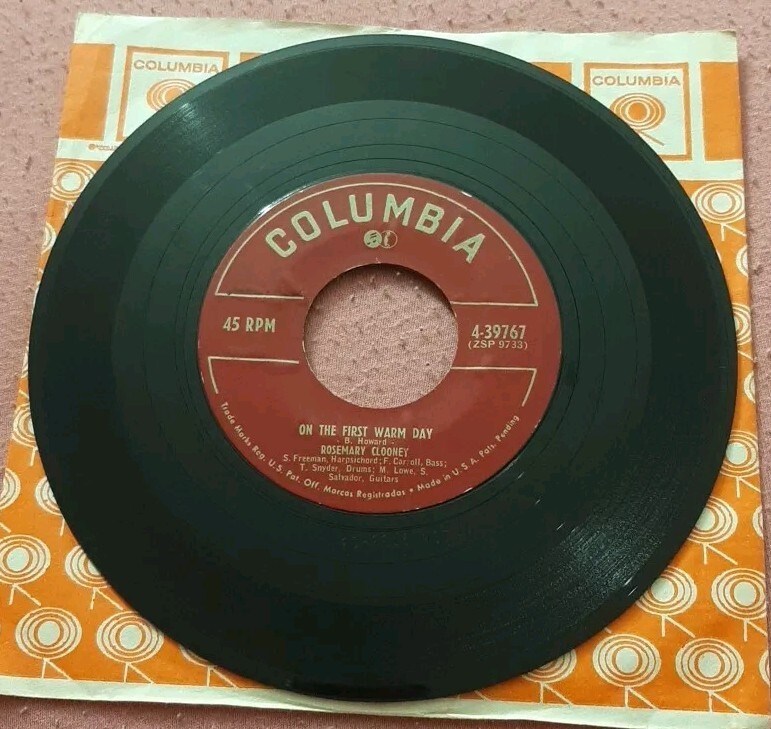 COLUMBIA
COLUMBIA
COLUMBIA
45 RPM
4-39767
(ZSP 9733)
ON THE FIRST WARM DAY
- B. Howard -
ROSEMARY CLOONEY
S. Freeman, Harpsichord; F. Carroll, Bass;
T. Snyder, Drums; M. Lowe, S.
Salvador, Guitars
Trade Marks Reg. U.S. Pat. Off. Marcas Registradas • Made in U.S.A. Pats. Pending